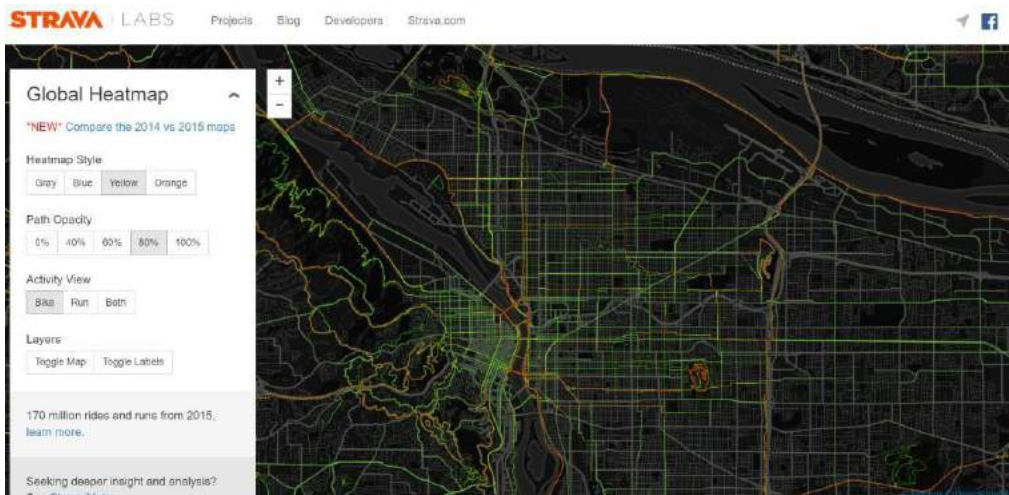 STRAVA | LABS Projects Blog Developers Strava.com
Global Heatmap
+
−
*NEW* Compare the 2014 vs 2015 maps
Heatmap Style
Gray Blue Yellow Orange
Path Opacity
0% 40% 60% 80% 100%
Activity View
Bike Run Both
Layers
Toggle Map Toggle Labels
170 million rides and runs from 2015,
learn more.
Seeking deeper insight and analysis?